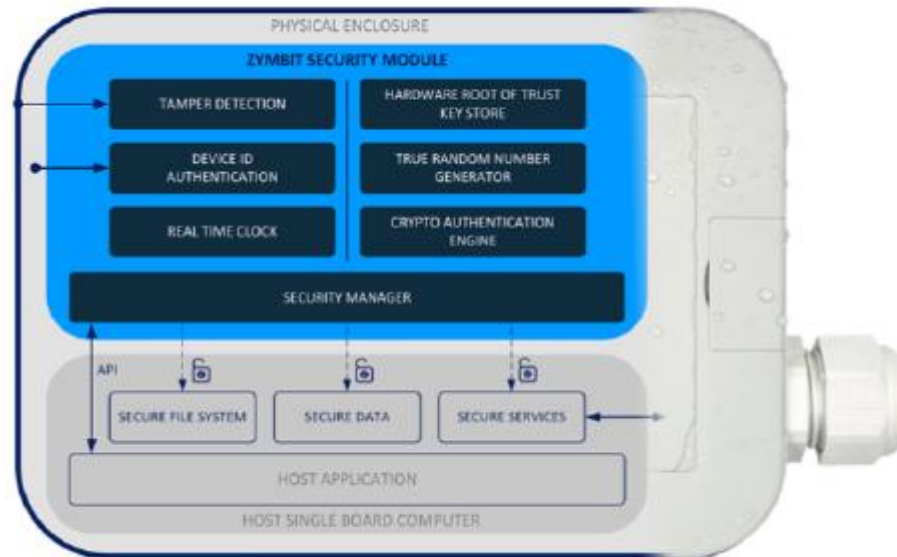 PHYSICAL ENCLOSURE
ZYMBIT SECURITY MODULE
TAMPER DETECTION
HARDWARE ROOT OF TRUST
KEY STORE
DEVICE ID
AUTHENTICATION
TRUE RANDOM NUMBER
GENERATOR
REAL TIME CLOCK
CRYPTO AUTHENTICATION
ENGINE
SECURITY MANAGER
API
SECURE FILE SYSTEM
SECURE DATA
SECURE SERVICES
HOST APPLICATION
HOST SINGLE BOARD COMPUTER